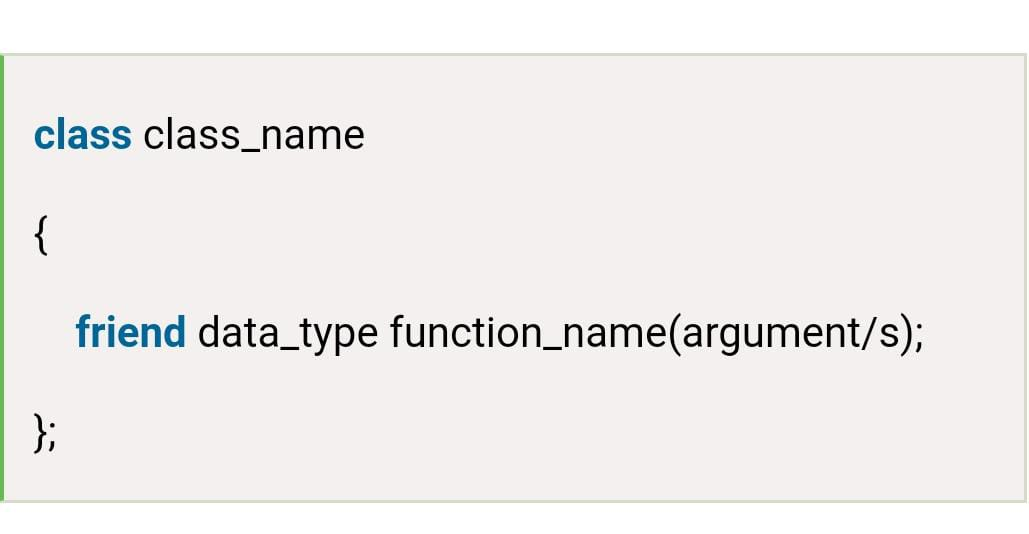 class class_name
{
friend data_type function_name(argument/s);
};